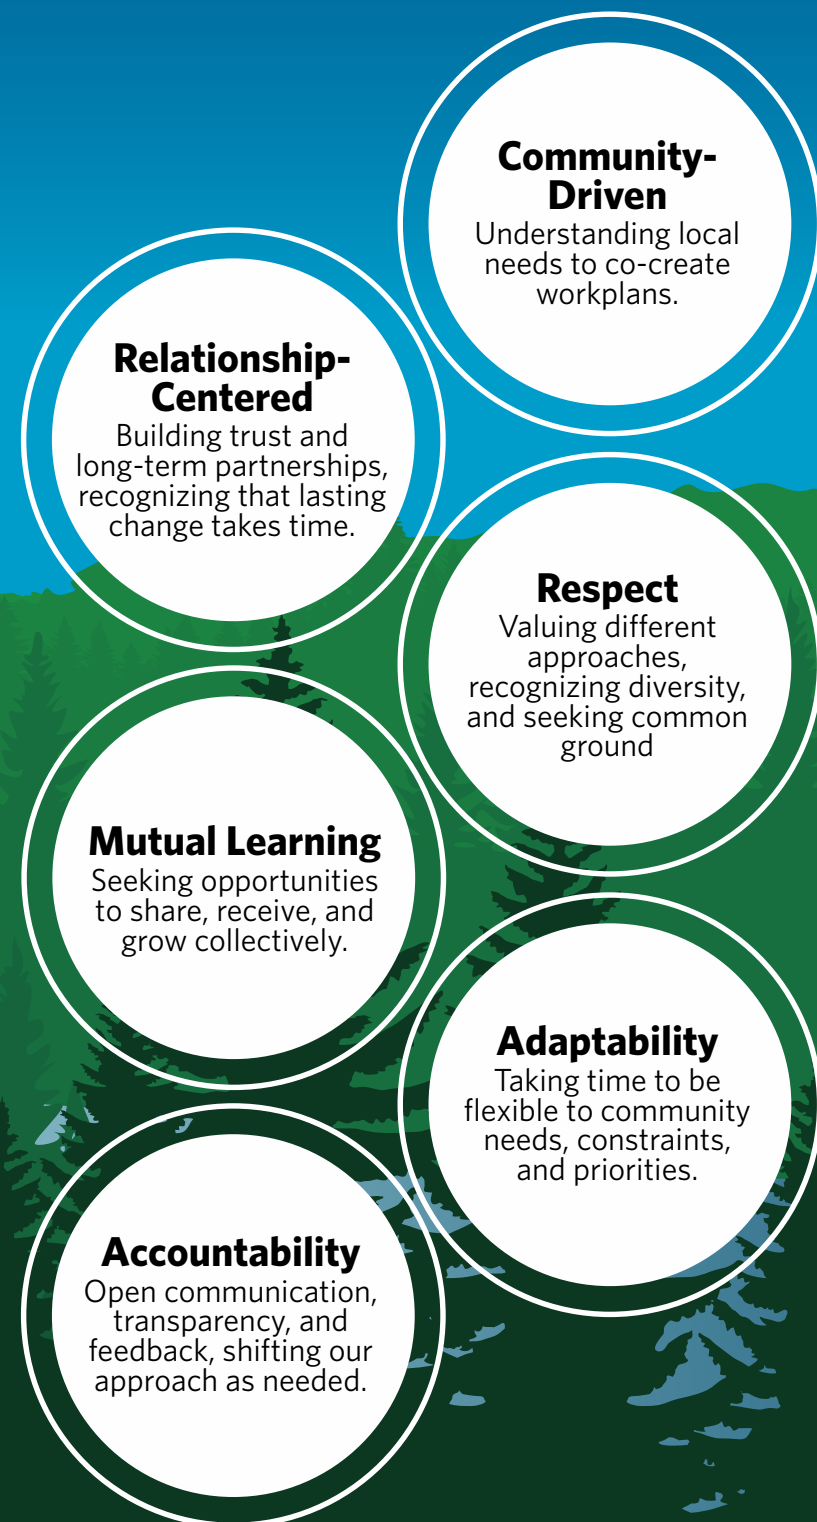 Community-
Driven
Understanding local
needs to co-create
workplans.
Relationship-
Centered
Building trust and
long-term partnerships,
recognizing that lasting
change takes time.
Respect
Valuing different
approaches,
recognizing diversity,
and seeking common
ground
Mutual Learning
Seeking opportunities
to share, receive, and
grow collectively.
Adaptability
Taking time to be
flexible to community
needs, constraints,
and priorities.
Accountability
Open communication,
transparency, and
feedback, shifting our
approach as needed.